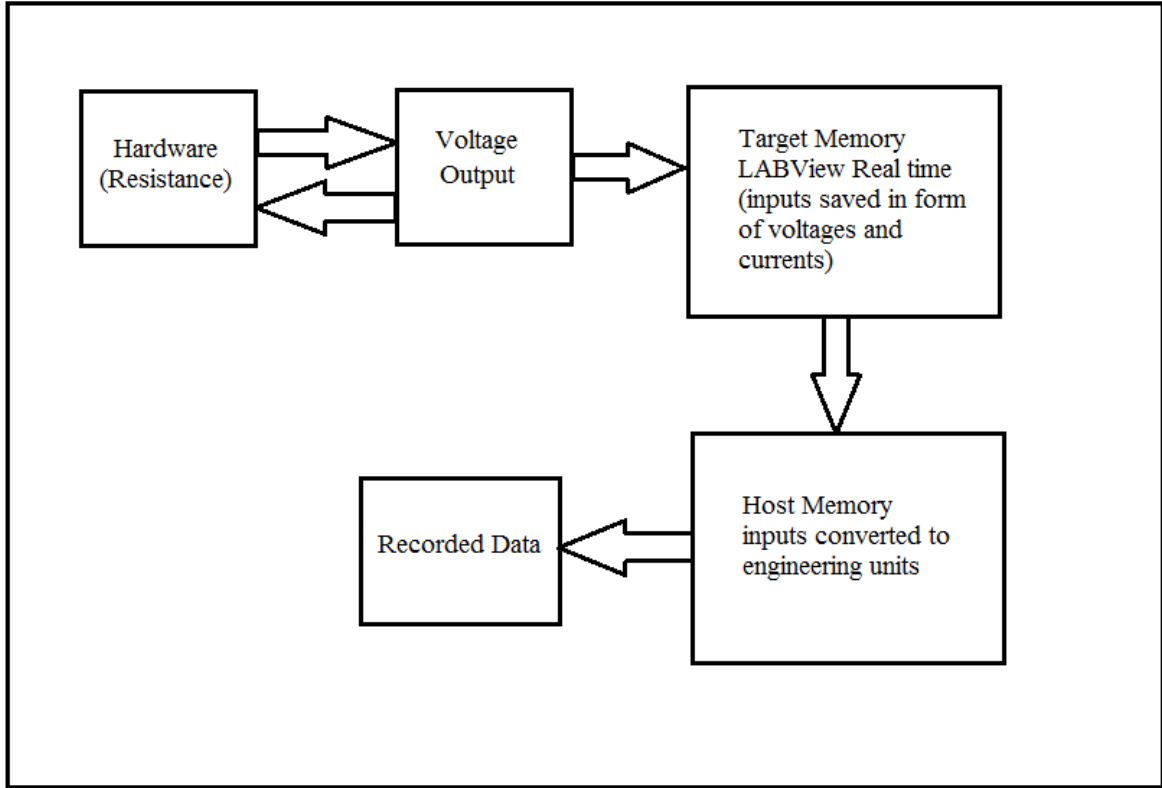 Hardware
(Resistance)
Voltage
Output
Target Memory
LABView Real time
(inputs saved in form
of voltages and
currents)
Host Memory
inputs converted to
engineering units
Recorded Data